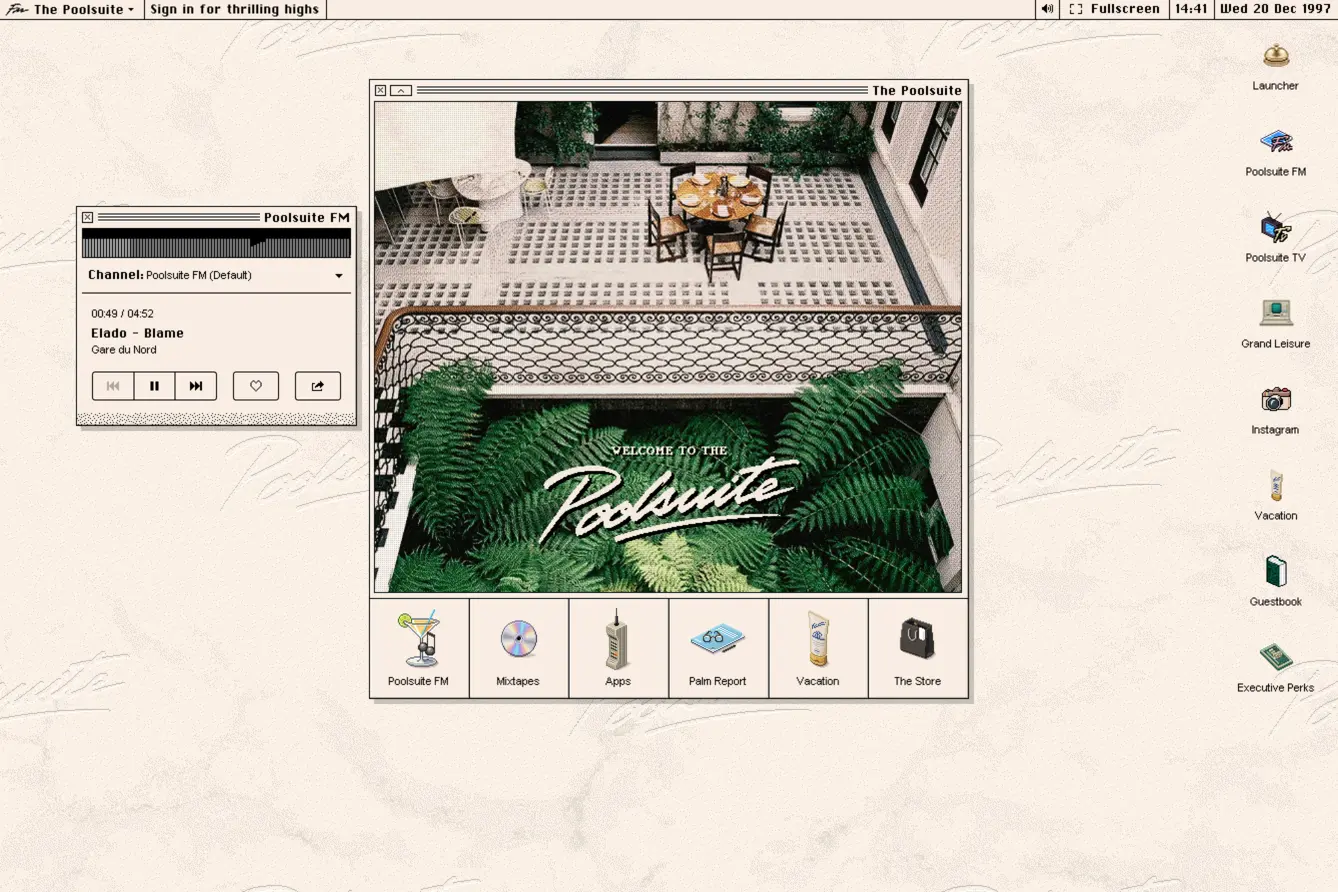 The Poolsuite
Sign in for thrilling highs
Fullscreen
14:41
Wed 20 Dec 1997
The Poolsuite
WELCOME TO THE
Poolsuite
Poolsuite FM
Mixtapes
Apps
Palm Report
Vacation
The Store
Poolsuite FM
Channel: Poolsuite FM (Default)
00:49 / 04:52
Elado - Blame
Gare du Nord
Launcher
Poolsuite FM
Poolsuite TV
Grand Leisure
Instagram
Vacation
Guestbook
Executive Perks